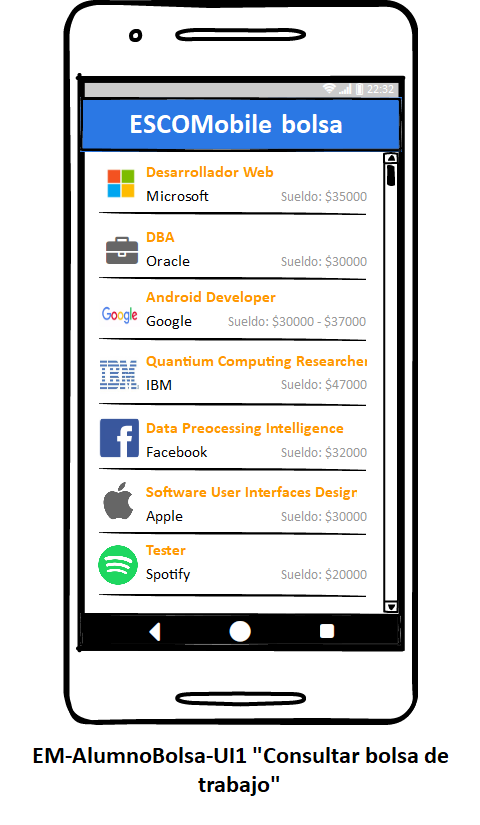 22:32
ESCOMobile bolsa
Desarrollador Web
Microsoft Sueldo: $35000
DBA
Oracle Sueldo: $30000
Android Developer
Google Google Sueldo: $30000 - $37000
Quantium Computing Researcher
IBM IBM Sueldo: $47000
Data Preocessing Intelligence
Facebook Sueldo: $32000
Software User Interfaces Design
Apple Sueldo: $30000
Tester
Spotify Sueldo: $20000
EM-AlumnoBolsa-UI1 "Consultar bolsa de
trabajo"